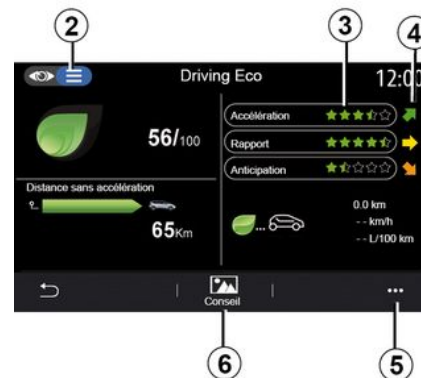 2
3
4
Driving Eco
12:00
56/100
Accélération
Rapport
Anticipation
Distance sans accélération
65Km
0.0 km
-- km/h
-- L/100 km
Conseil
6
5